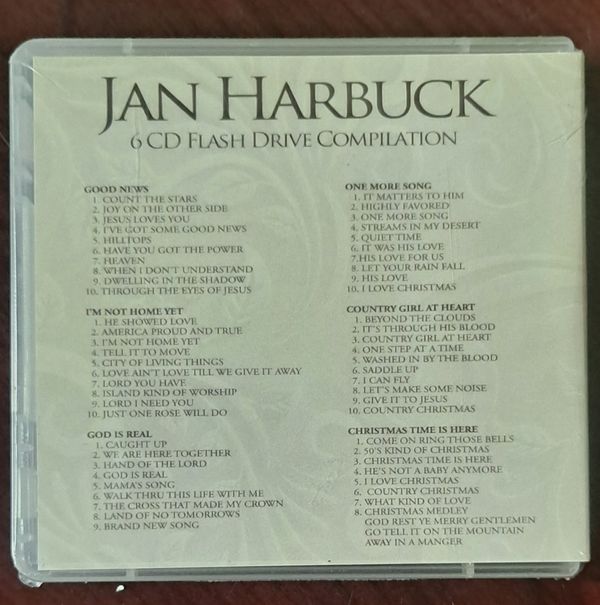 JAN HARBUCK
6 CD FLASH DRIVE COMPILATION
GOOD NEWS
1. COUNT THE STARS
2. JOY ON THE OTHER SIDE
3. JESUS LOVES YOU
4. I'VE GOT SOME GOOD NEWS
5. HILLTOPS
6. HAVE YOU GOT THE POWER
7. HEAVEN
8. WHEN I DON'T UNDERSTAND
9. DWELLING IN THE SHADOW
10. THROUGH THE EYES OF JESUS
I'M NOT HOME YET
1. HE SHOWED LOVE
2. AMERICA PROUD AND TRUE
3. I'M NOT HOME YET
4. TELL IT TO MOVE
5. CITY OF LIVING THINGS
6. LOVE AIN'T LOVE TILL WE GIVE IT AWAY
7. LORD YOU HAVE
8. ISLAND KIND OF WORSHIP
9. LORD I NEED YOU
10. JUST ONE ROSE WILL DO
GOD IS REAL
1. CAUGHT UP
2. WE ARE HERE TOGETHER
3. HAND OF THE LORD
4. GOD IS REAL
5. MAMA'S SONG
6. WALK THRU THIS LIFE WITH ME
7. THE CROSS THAT MADE MY CROWN
8. LAND OF NO TOMORROWS
9. BRAND NEW SONG
ONE MORE SONG
1. IT MATTERS TO HIM
2. HIGHLY FAVORED
3. ONE MORE SONG
4. STREAMS IN MY DESERT
5. QUIET TIME
6. IT WAS HIS LOVE
7.HIS LOVE FOR US
8. LET YOUR RAIN FALL
9. HIS LOVE
10. I LOVE CHRISTMAS
COUNTRY GIRL AT HEART
1. BEYOND THE CLOUDS
2. IT'S THROUGH HIS BLOOD
3. COUNTRY GIRL AT HEART
4. ONE STEP AT A TIME
5. WASHED IN BY THE BLOOD
6. SADDLE UP
7. I CAN FLY
8. LET'S MAKE SOME NOISE
9. GIVE IT TO JESUS
10. COUNTRY CHRISTMAS
CHRISTMAS TIME IS HERE
1. COME ON RING THOSE BELLS
2. 50'S KIND OF CHRISTMAS
3. CHRISTMAS TIME IS HERE
4. HE'S NOT A BABY ANYMORE
5. I LOVE CHRISTMAS
6. COUNTRY CHRISTMAS
7. WHAT KIND OF LOVE
8. CHRISTMAS MEDLEY
GOD REST YE MERRY GENTLEMEN
GO TELL IT ON THE MOUNTAIN
AWAY IN A MANGER